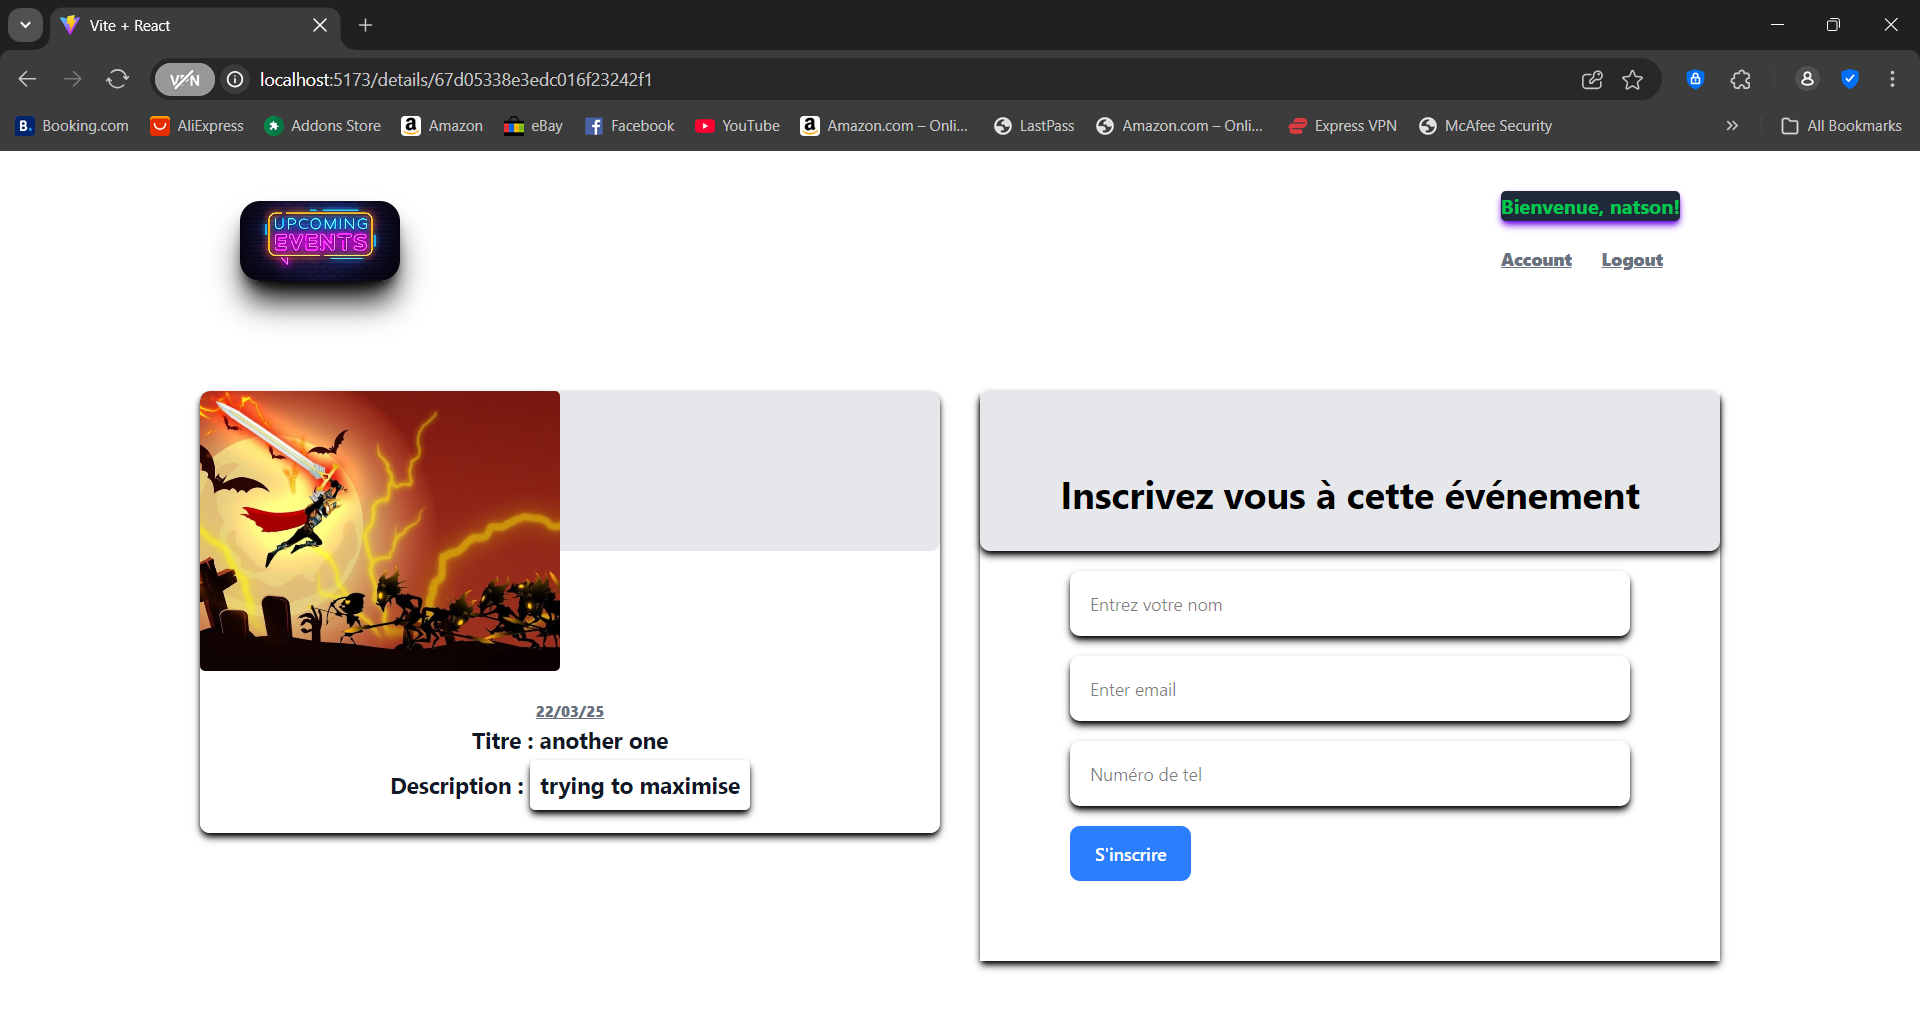 Vite + React
VPN
localhost:5173/details/67d05338e3edc016f23242f1
B. Booking.com
AliExpress
Addons Store
Amazon
eBay
Facebook
YouTube
Amazon.com – Onli...
LastPass
Amazon.com – Onli...
Express VPN
McAfee Security
All Bookmarks
UPCOMING
EVENTS
Bienvenue, natson!
Account
Logout
22/03/25
Titre : another one
Description : trying to maximise
Inscrivez vous à cette événement
Entrez votre nom
Enter email
Numéro de tel
S'inscrire